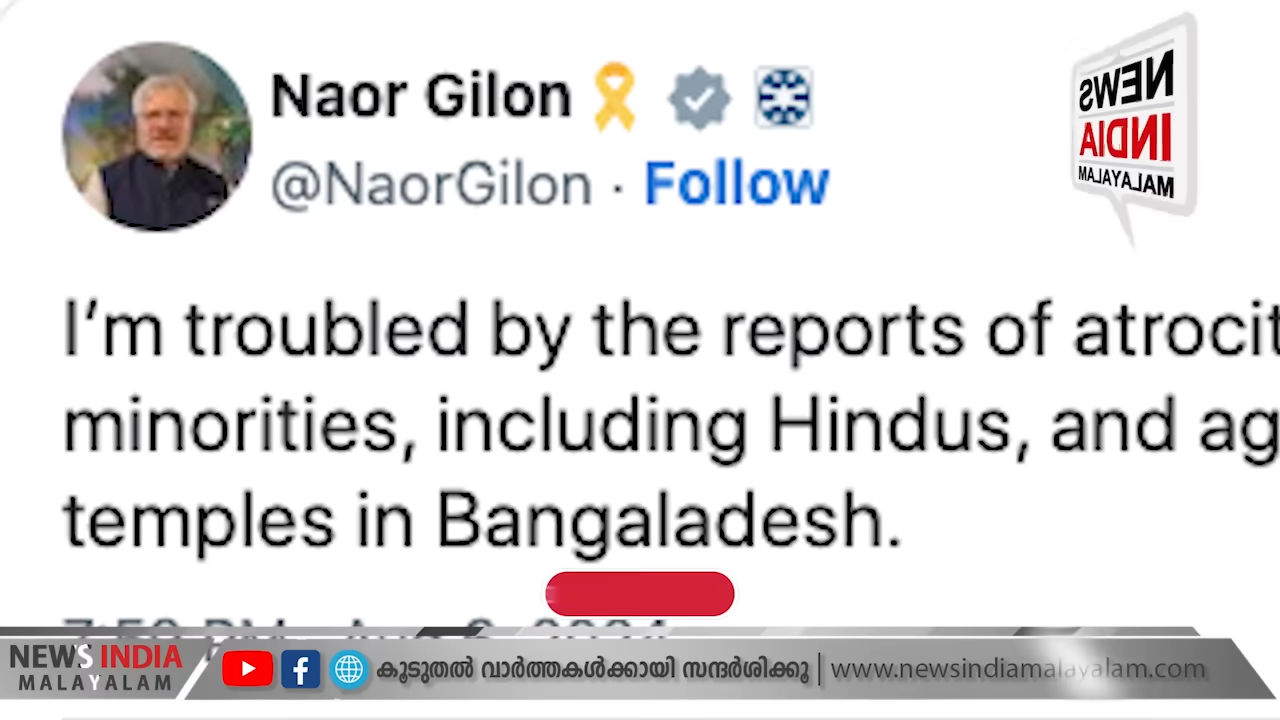 Naor Gilon
@NaorGilon · Follow
NEWS
INDIA
MALAYALAM
I’m troubled by the reports of atrocit
minorities, including Hindus, and ag
temples in Bangaladesh.
NEWS INDIA
MALAYALAM
കൂടുതൽ വാർത്തകൾക്കായി സന്ദർശിക്കൂ | www.newsindiamalayalam.com